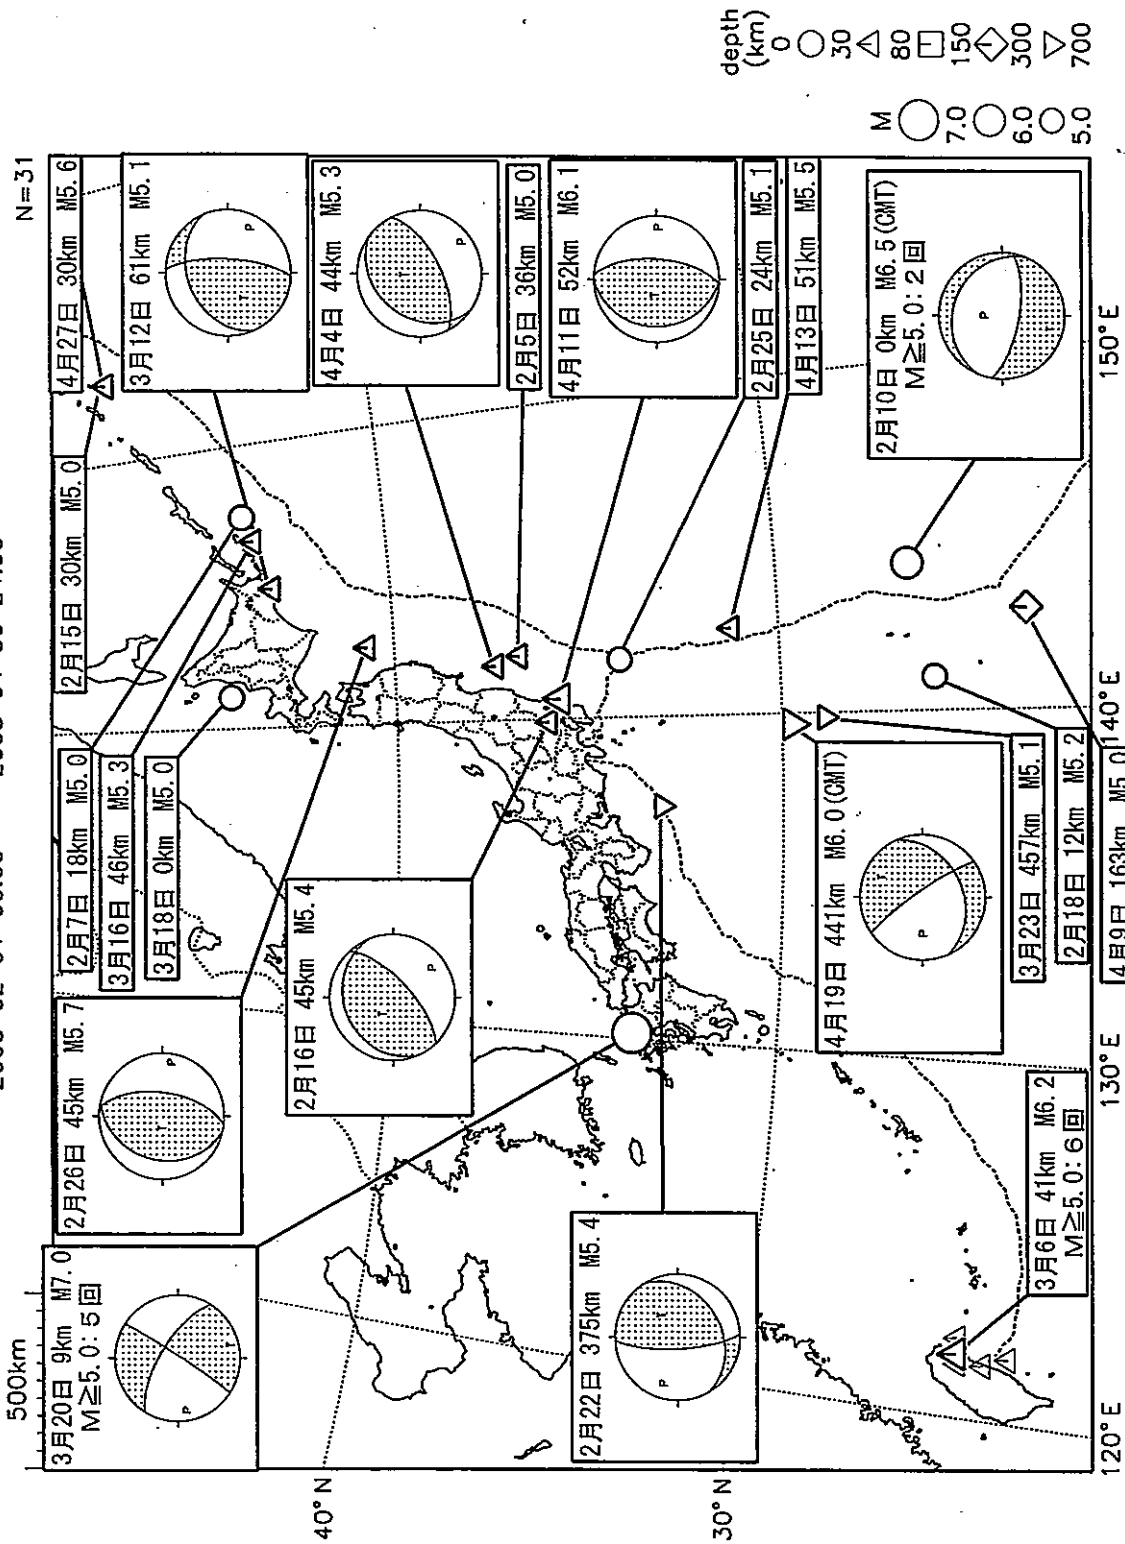 N=31
500km
3月20日 9km M7.0
M≧5.0:5回
2月26日 45km M5.7
2月7日 18km M5.0
3月16日 46km M5.3
3月18日 0km M5.0
2月15日 30km M5.0
4月27日 30km M5.6
3月12日 61km M5.1
4月4日 44km M5.3
2月5日 36km M5.0
4月11日 52km M6.1
2月25日 24km M5.1
4月13日 51km M5.5
2月10日 0km M6.5(CMT)
M≧5.0:2回
2月16日 45km M5.4
2月22日 375km M5.4
4月19日 441km M6.0(CMT)
3月23日 457km M5.1
2月18日 12km M5.2
4月9日 163km M5.0
3月6日 41km M6.2
M≧5.0:6回
P
T
P
T
P
T
P
T
P
T
P
T
P
P
T
P
T
40°N
30°N
120°E
130°E
140°E
150°E
M
7.0
6.0
5.0
depth
(km)
0
30
80
150
300
700